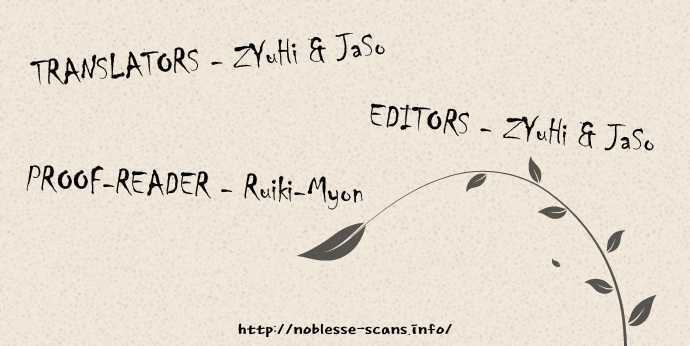 TRANSLATORS - ZYuHi & JaSo
EDITORS - ZYuHi & JaSo
PROOF-READER - Ruiki-Myon
http://noblesse-scans.info/